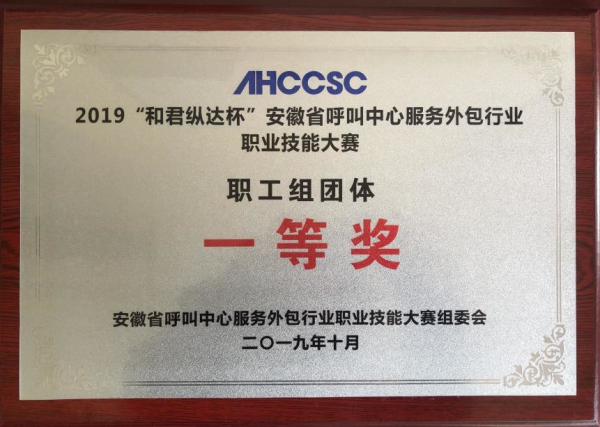 AHCCSC
2019“和君纵达杯”安徽省呼叫中心服务外包行业
职业技能大赛
职工组团体
一等奖
安徽省呼叫中心服务外包行业职业技能大赛组委会
二〇一九年十月